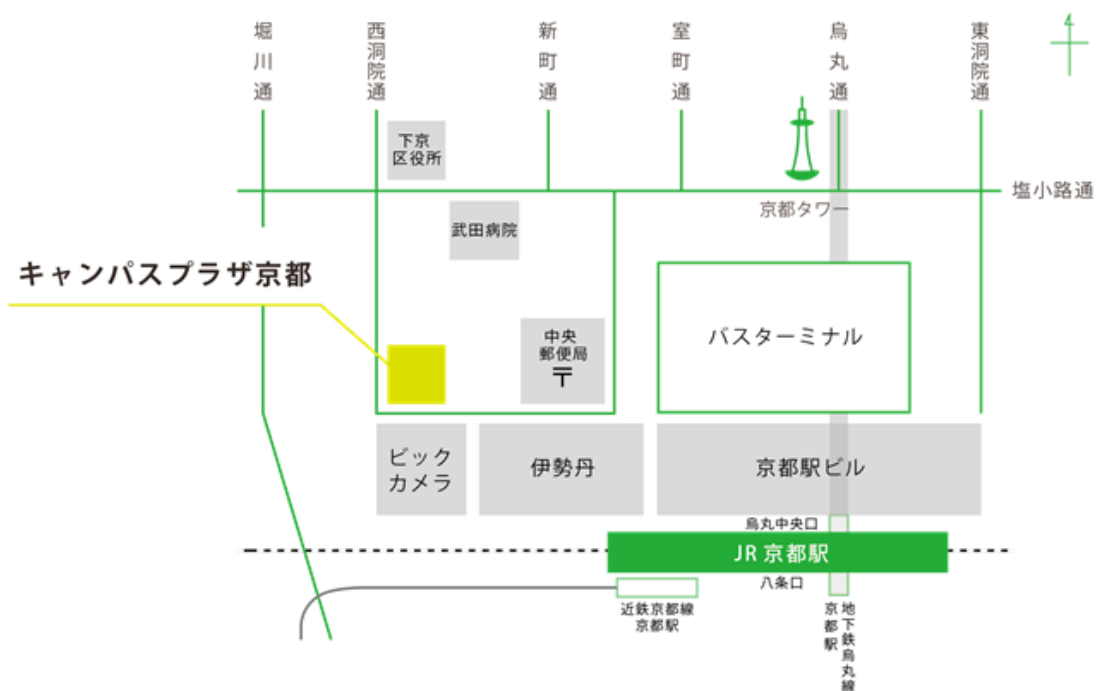 堀川通
西洞院通
新町通
室町通
烏丸通
東洞院通
下京
区役所
塩小路通
京都タワー
武田病院
キャンパスプラザ京都
中央
郵便局
〒
バスターミナル
ビック
カメラ
伊勢丹
京都駅ビル
烏丸中央口
JR 京都駅
八条口
近鉄京都線
京都駅
地下鉄烏丸線
京都駅